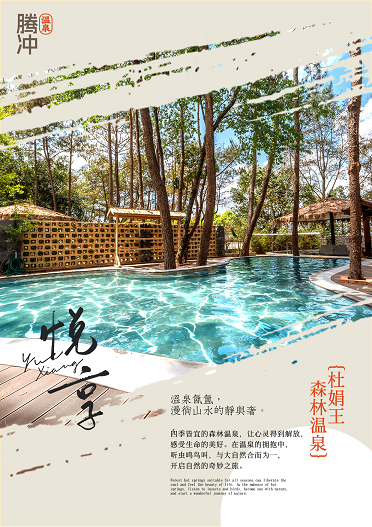 腾冲
温泉
悦享
Yue
Xiang
{杜娟王
森林温泉}
温泉氤氲，
漫徜山水的靜與奢。
四季皆宜的森林温泉，让心灵得到解放，
感受生命的美好。在温泉的拥抱中，
听虫鸣鸟叫，与大自然合而为一，
开启自然的奇妙之旅。
Forest hot springs suitable for all seasons can liberate the
soul and feel the beauty of life. In the embrace of hot
springs, listen to insects and birds, become one with nature,
and start a wonderful journey of nature.